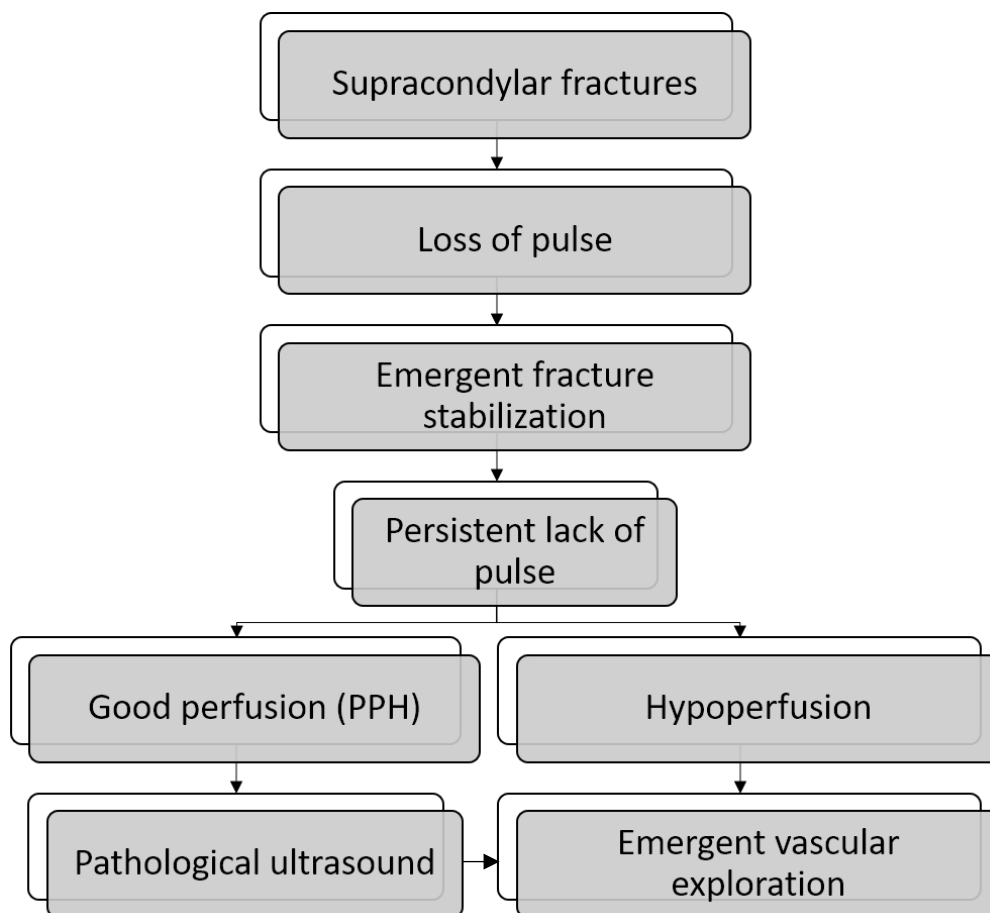 Supracondylar fractures
Loss of pulse
Emergent fracture
stabilization
Persistent lack of
pulse
Good perfusion (PPH)
Hypoperfusion
Pathological ultrasound
Emergent vascular
exploration